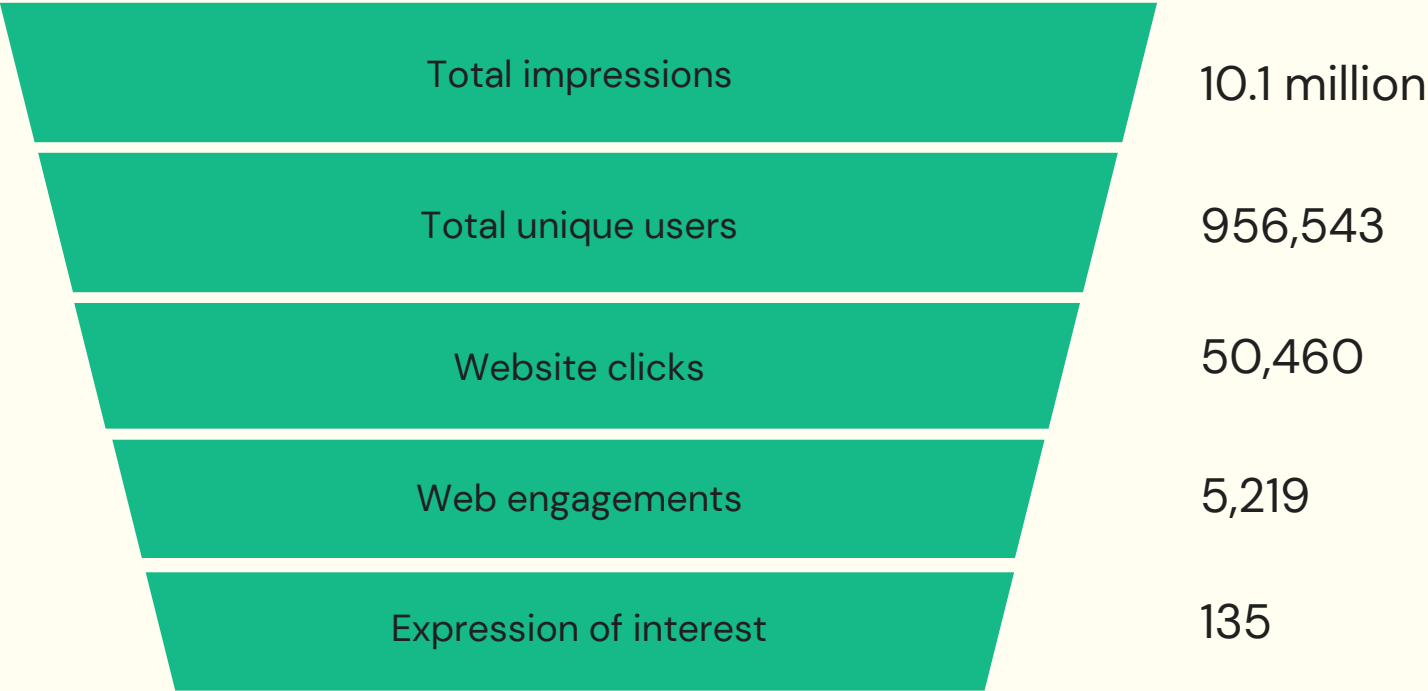 Total impressions
10.1 million
Total unique users
956,543
Website clicks
50,460
Web engagements
5,219
Expression of interest
135